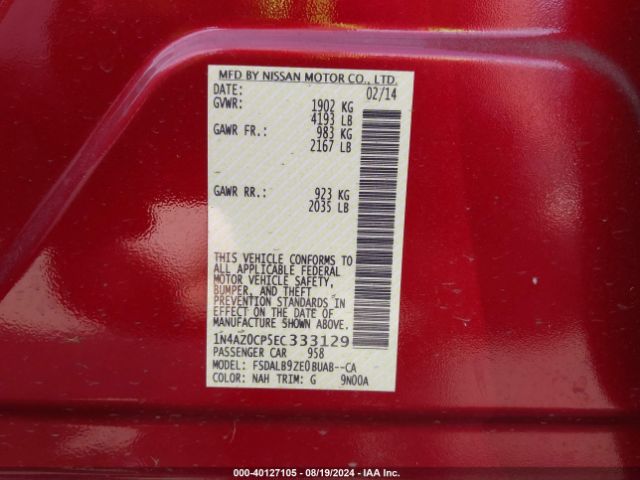 MFD BY NISSAN MOTOR CO., LTD.
DATE: 02/14
GVWR: 1902 KG
4193 LB
GAWR FR.: 983 KG
2167 LB
GAWR RR.: 923 KG
2035 LB
THIS VEHICLE CONFORMS TO
ALL APPLICABLE FEDERAL
MOTOR VEHICLE SAFETY,
BUMPER, AND THEFT
PREVENTION STANDARDS IN
EFFECT ON THE DATE OF
MANUFACTURE SHOWN ABOVE.
1N4AZ0CP5EC333129
PASSENGER CAR 958
MODEL: FSDALB9ZE0BUAB--CA
COLOR: NAH TRIM: G 9N00A
000-40127105 - 08/19/2024 - IAA Inc.